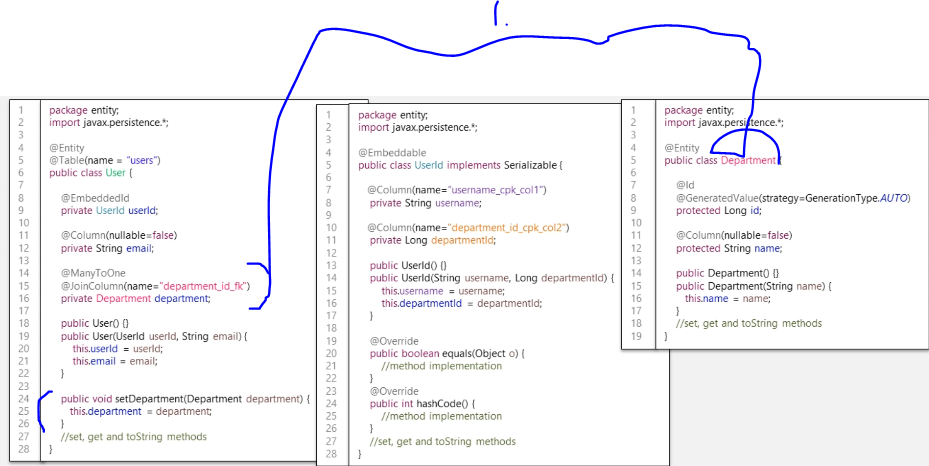 1.
1 package entity;
2 import javax.persistence.*;
3
4 @Entity
5 @Table(name = "users")
6 public class User {
7
8 @EmbeddedId
9 private UserId userId;
10
11 @Column(nullable=false)
12 private String email;
13
14 @ManyToOne
15 @JoinColumn(name="department_id_fk")
16 private Department department;
17
18 public User() {}
19 public User(UserId userId, String email) {
20 this.userId = userId;
21 this.email = email;
22 }
23
24 public void setDepartment(Department department) {
25 this.department = department;
26 }
27 //set, get and toString methods
28 }
1 package entity;
2 import javax.persistence.*;
3
4 @Embeddable
5 public class UserId implements Serializable {
6
7 @Column(name="username_cpk_col1")
8 private String username;
9
10 @Column(name="department_id_cpk_col2")
11 private Long departmentId;
12
13 public UserId() {}
14 public UserId(String username, Long departmentId) {
15 this.username = username;
16 this.departmentId = departmentId;
17 }
18
19 @Override
20 public boolean equals(Object o) {
21 //method implementation
22 }
23 @Override
24 public int hashCode() {
25 //method implementation
26 }
27 //set, get and toString methods
28 }
1 package entity;
2 import javax.persistence.*;
3
4 @Entity
5 public class Department {
6
7 @Id
8 @GeneratedValue(strategy=GenerationType.AUTO)
9 protected Long id;
10
11 @Column(nullable=false)
12 protected String name;
13
14 public Department() {}
15 public Department(String name) {
16 this.name = name;
17 }
18 //set, get and toString methods
19 }